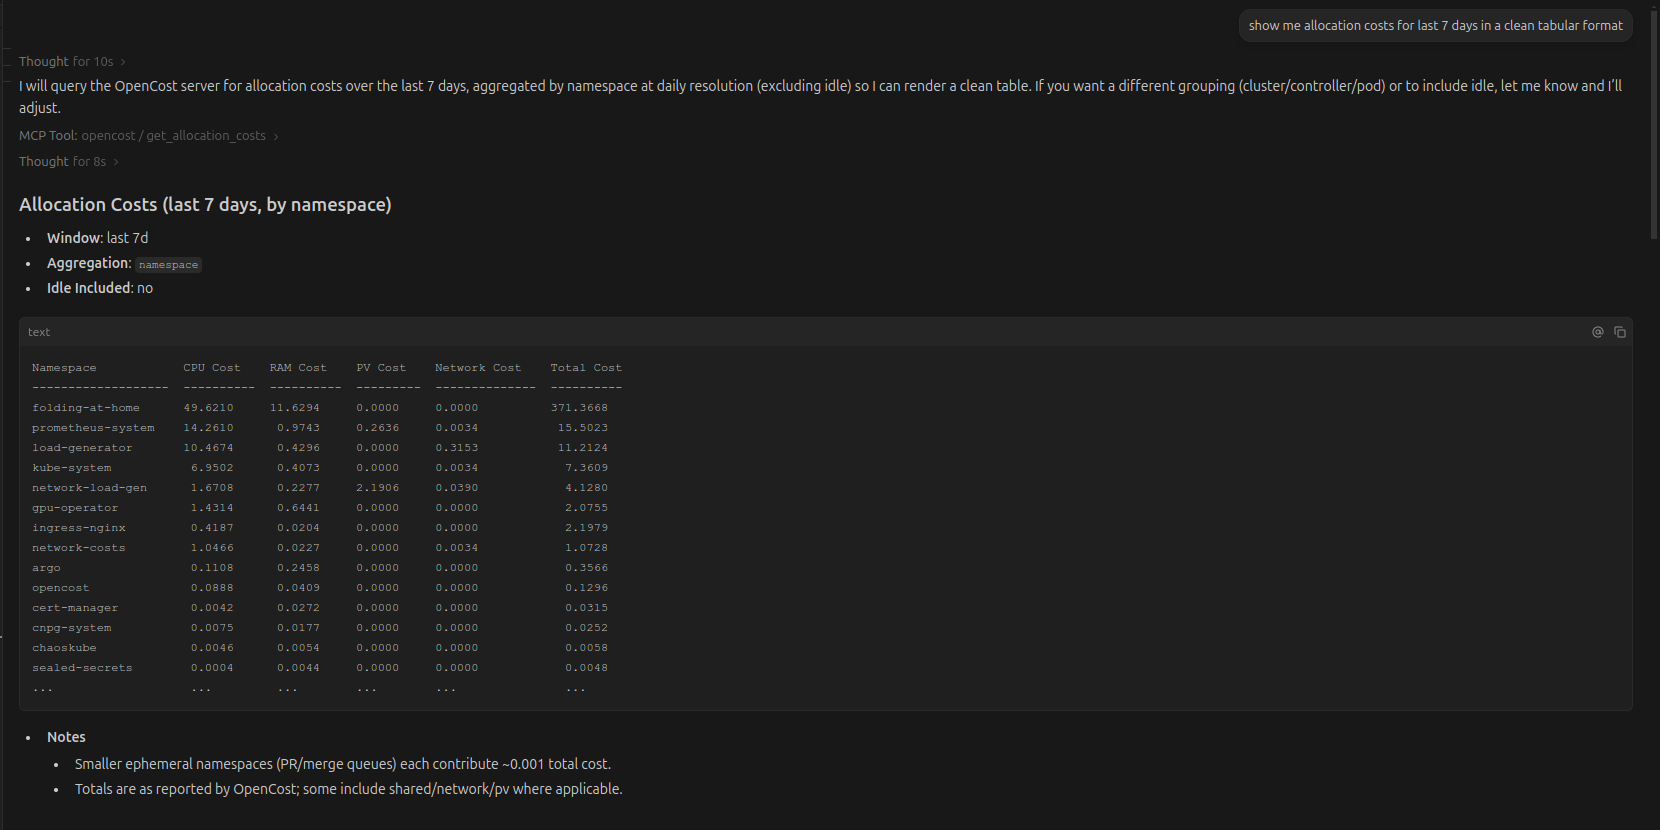 show me allocation costs for last 7 days in a clean tabular format
Thought for 10s
I will query the OpenCost server for allocation costs over the last 7 days, aggregated by namespace at daily resolution (excluding idle) so I can render a clean table. If you want a different grouping (cluster/controller/pod) or to include idle, let me know and I'll
adjust.
MCP Tool: opencost / get_allocation_costs
Thought for 8s
Allocation Costs (last 7 days, by namespace)
• Window: last 7d
• Aggregation: namespace
• Idle Included: no
text
Namespace CPU Cost RAM Cost PV Cost Network Cost Total Cost
------------------- ---------- ---------- --------- -------------- ----------
folding-at-home 49.6210 11.6294 0.0000 0.0000 371.3668
prometheus-system 14.2610 0.9743 0.2636 0.0034 15.5023
load-generator 10.4674 0.4296 0.0000 0.3153 11.2124
kube-system 6.9502 0.4073 0.0000 0.0034 7.3609
network-load-gen 1.6708 0.2277 2.1906 0.0390 4.1280
gpu-operator 1.4314 0.6441 0.0000 0.0000 2.0755
ingress-nginx 0.4187 0.0204 0.0000 0.0000 2.1979
network-costs 1.0466 0.0227 0.0000 0.0034 1.0728
argo 0.1108 0.2458 0.0000 0.0000 0.3566
opencost 0.0888 0.0409 0.0000 0.0000 0.1296
cert-manager 0.0042 0.0272 0.0000 0.0000 0.0315
cnpg-system 0.0075 0.0177 0.0000 0.0000 0.0252
chaoskube 0.0046 0.0054 0.0000 0.0000 0.0058
sealed-secrets 0.0004 0.0044 0.0000 0.0000 0.0048
... ... ... ... ... ...
• Notes
• Smaller ephemeral namespaces (PR/merge queues) each contribute ~0.001 total cost.
• Totals are as reported by OpenCost; some include shared/network/pv where applicable.